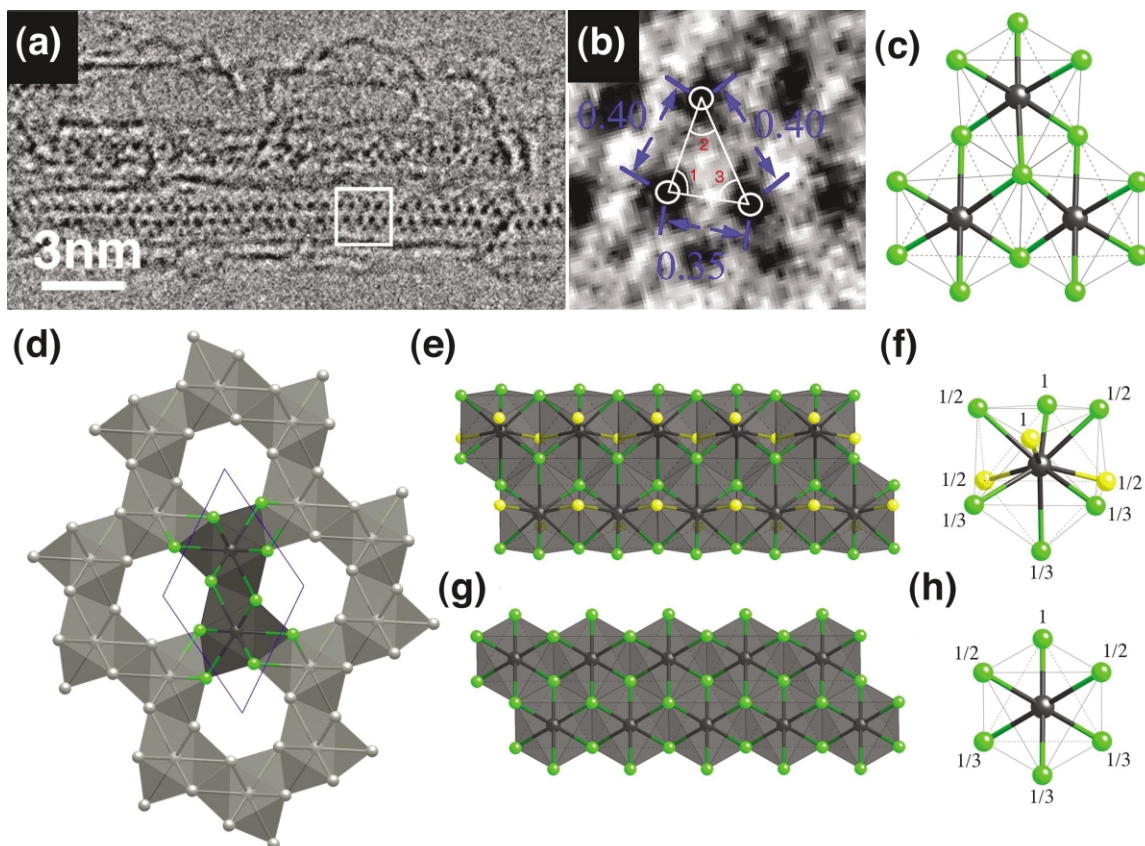 (a)
3nm
(b)
0.40
0.40
2
1
3
0.35
(c)
(d)
(e)
(f)
1/2
1
1/2
1
1/2
1/2
1/3
1/3
1/3
(g)
(h)
1
1/2
1/2
1/3
1/3
1/3